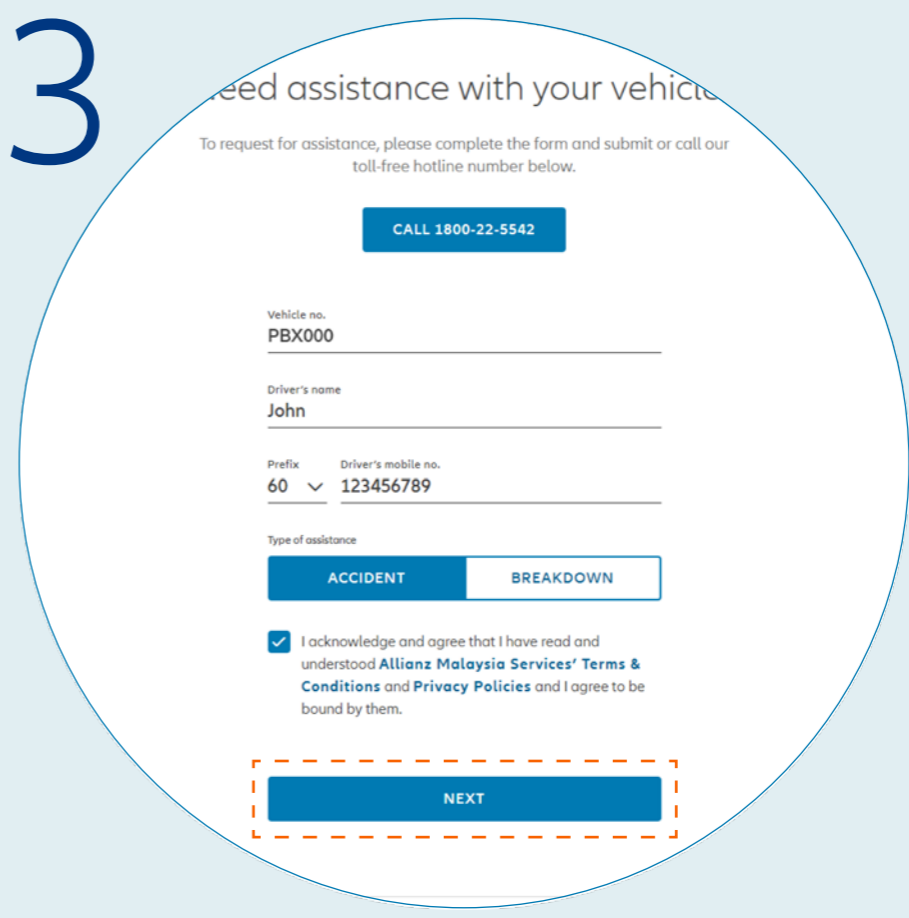 3
eed assistance with your vehicle
To request for assistance, please complete the form and submit or call our
toll-free hotline number below.
CALL 1800-22-5542
Vehicle no.
PBX000
Driver's name
John
Prefix Driver's mobile no.
60 123456789
Type of assistance
ACCIDENT BREAKDOWN
I acknowledge and agree that I have read and
understood Allianz Malaysia Services' Terms &
Conditions and Privacy Policies and I agree to be
bound by them.
NEXT